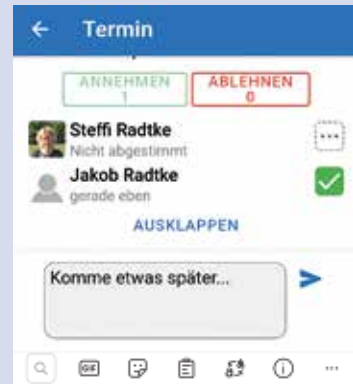 Termin
ANNEHMEN
1
ABLEHNEN
0
Steffi Radtke
Nicht abgestimmt
Jakob Radtke
gerade eben
AUSKLAPPEN
Komme etwas später...
GIF